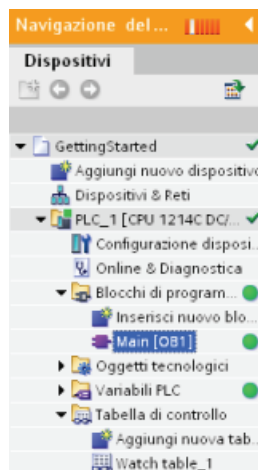 Navigazione del...
Dispositivi
GettingStarted
Aggiungi nuovo dispositivo
Dispositivi & Reti
PLC_1 [CPU 1214C DC/...
Configurazione disposi...
Online & Diagnostica
Blocchi di program...
Inserisci nuovo blo...
Main [OB1]
Oggetti tecnologici
Variabili PLC
Tabella di controllo
Aggiungi nuova tab...
Watch table_1